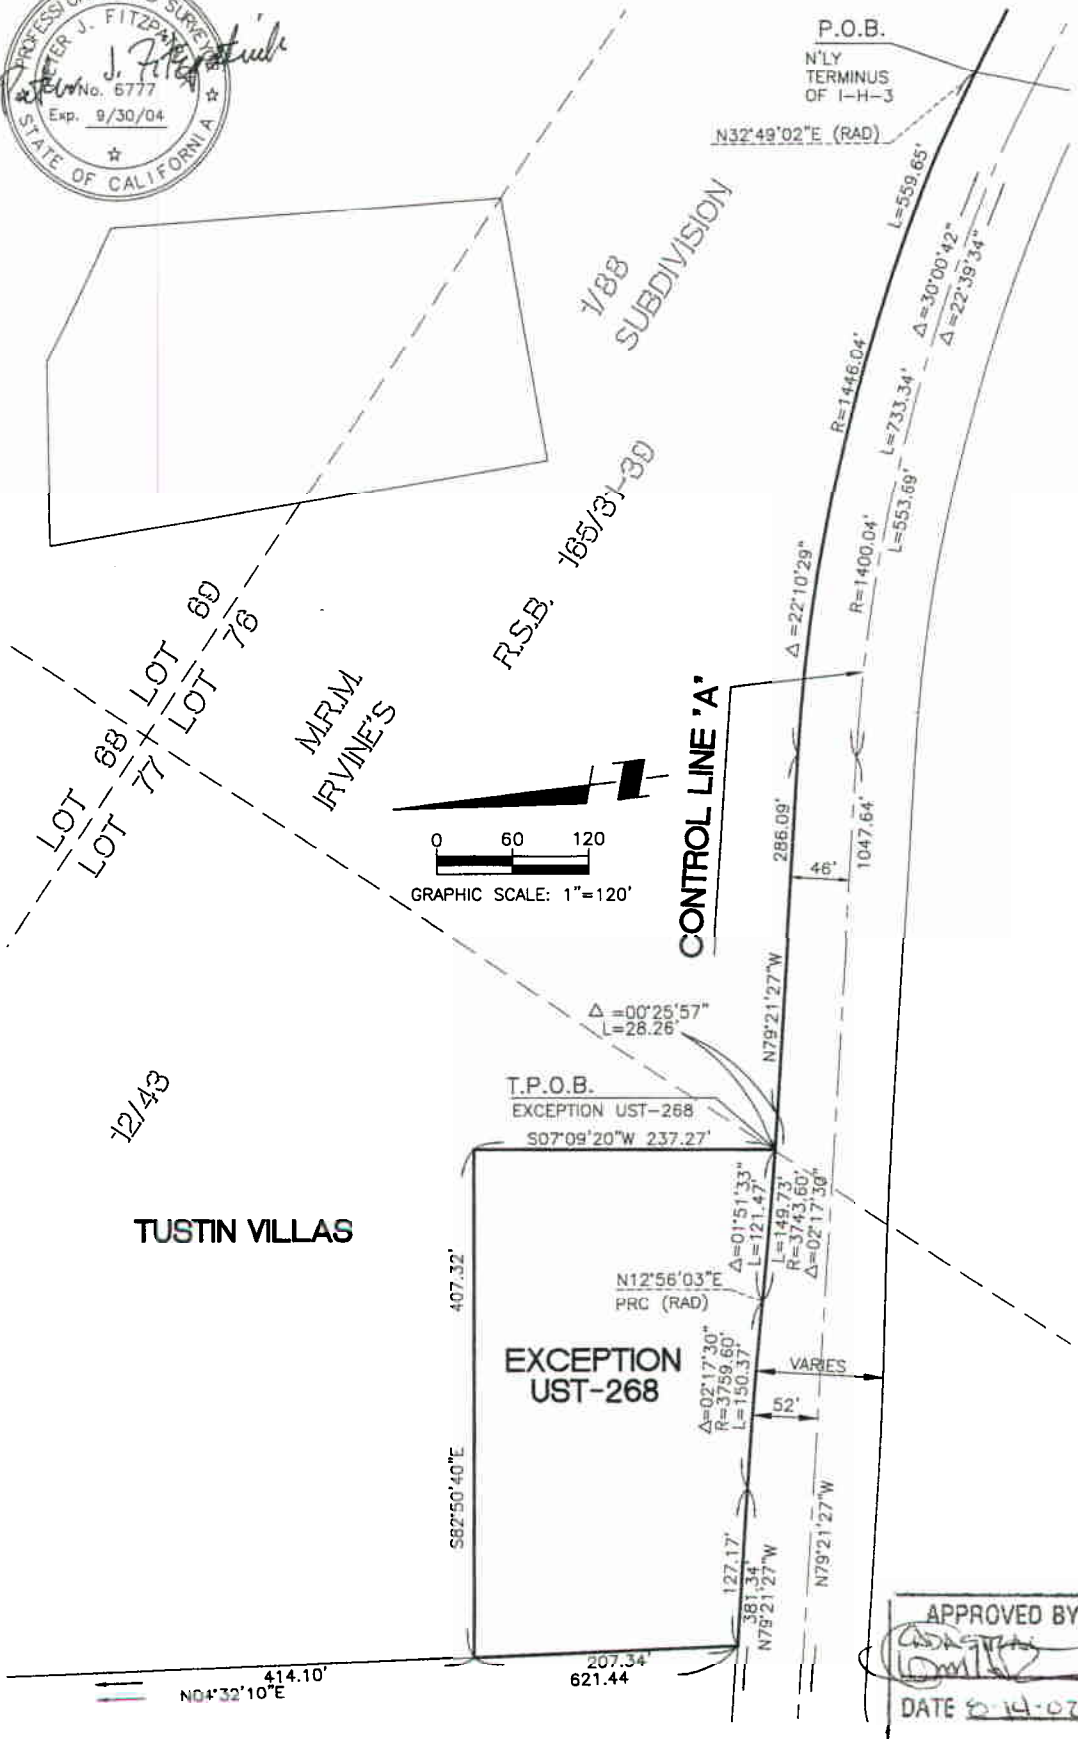 PETER J. FITZPATRICK
No. 6777
Exp. 9/30/04
STATE OF CALIFORNIA
P.O.B.
N'LY
TERMINUS
OF I-H-3
N32°49'02"E (RAD)
L=559.65'
1/88
SUBDIVISION
Δ=30°00'42"
Δ=22°39'34"
R=1446.04'
L=733.34'
L=553.69'
R.S.B. 165/31-39
R=1400.04'
Δ=22°10'29"
LOT 69
LOT 76
LOT 68
LOT 77
M.R.M.
IRVINE'S
CONTROL LINE "A"
0 60 120
GRAPHIC SCALE: 1"=120'
286.09'
1047.64'
46'
N79°21'27"W
Δ=00°25'57"
L=28.26'
12/43
T.P.O.B.
EXCEPTION UST-268
S07°09'20"W 237.27'
TUSTIN VILLAS
Δ=01°51'33"
L=121.47'
L=149.73'
R=3743.60'
Δ=02°17'30"
407.32'
N12°56'03"E
PRC (RAD)
EXCEPTION
UST-268
Δ=02°17'30"
R=3759.60'
L=150.37'
VARIES
52'
S82°50'40"E
127.17'
381.34'
N79°21'27"W
N79°21'27"W
414.10'
N04°32'10"E
207.34'
621.44
APPROVED BY
CADASTRAL
DATE